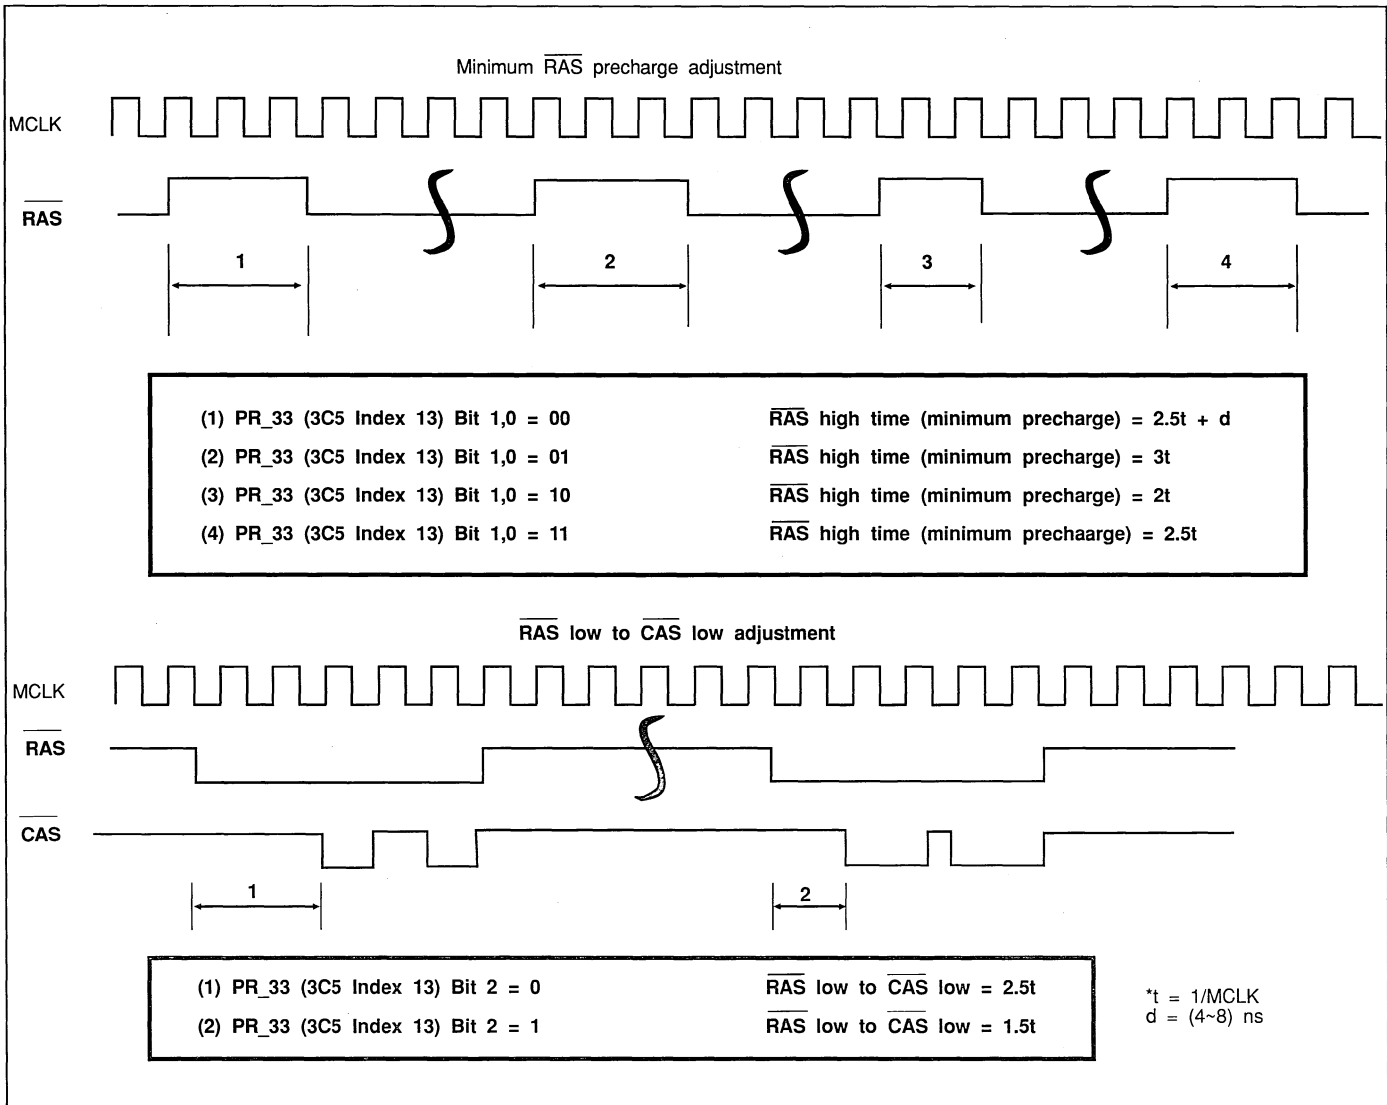 Minimum RAS precharge adjustment
MCLK
RAS
1 2 3 4
(1) PR_33 (3C5 Index 13) Bit 1,0 = 00 RAS high time (minimum precharge) = 2.5t + d
(2) PR_33 (3C5 Index 13) Bit 1,0 = 01 RAS high time (minimum precharge) = 3t
(3) PR_33 (3C5 Index 13) Bit 1,0 = 10 RAS high time (minimum precharge) = 2t
(4) PR_33 (3C5 Index 13) Bit 1,0 = 11 RAS high time (minimum prechaarge) = 2.5t
RAS low to CAS low adjustment
MCLK
RAS
CAS
1 2
(1) PR_33 (3C5 Index 13) Bit 2 = 0 RAS low to CAS low = 2.5t
(2) PR_33 (3C5 Index 13) Bit 2 = 1 RAS low to CAS low = 1.5t
*t = 1/MCLK
d = (4~8) ns